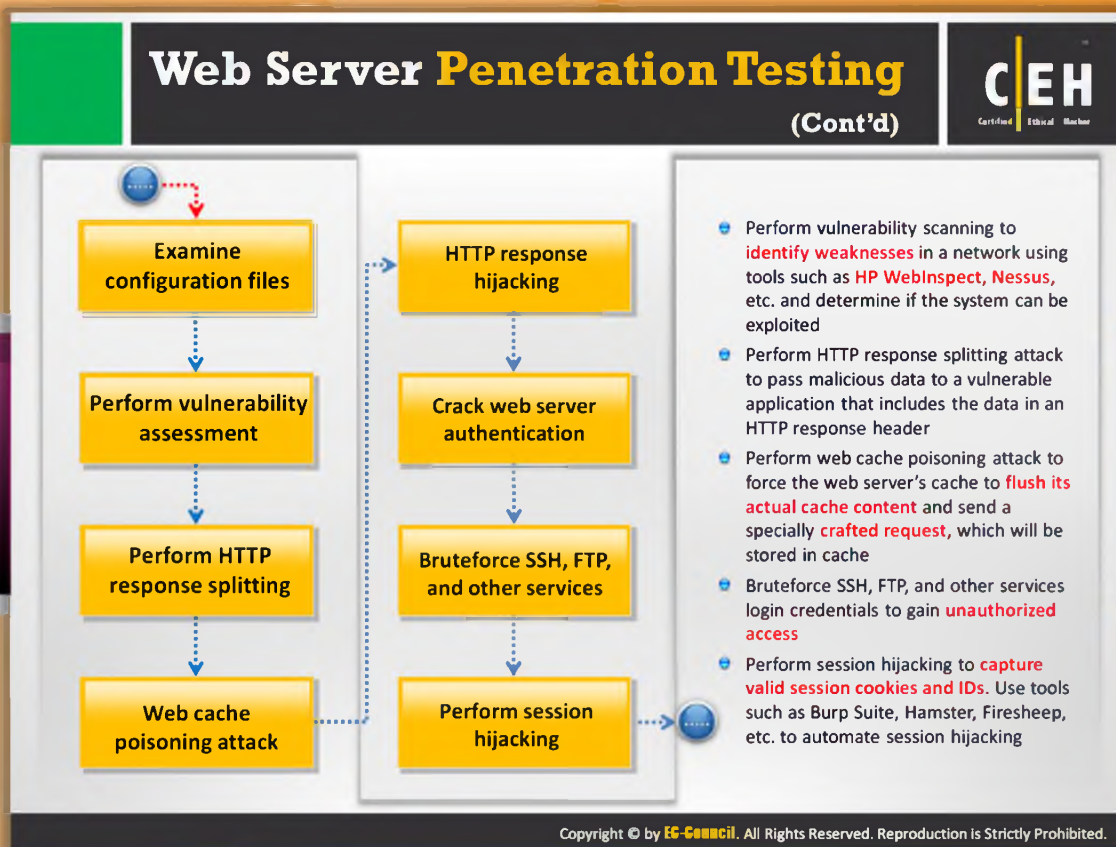 Web Server Penetration Testing
(Cont'd)
C|EH
Certified Ethical Hacker
Examine
configuration files
Perform vulnerability
assessment
Perform HTTP
response splitting
Web cache
poisoning attack
HTTP response
hijacking
Crack web server
authentication
Bruteforce SSH, FTP,
and other services
Perform session
hijacking
Perform vulnerability scanning to
identify weaknesses in a network using
tools such as HP WebInspect, Nessus,
etc. and determine if the system can be
exploited
Perform HTTP response splitting attack
to pass malicious data to a vulnerable
application that includes the data in an
HTTP response header
Perform web cache poisoning attack to
force the web server's cache to flush its
actual cache content and send a
specially crafted request, which will be
stored in cache
Bruteforce SSH, FTP, and other services
login credentials to gain unauthorized
access
Perform session hijacking to capture
valid session cookies and IDs. Use tools
such as Burp Suite, Hamster, Firesheep,
etc. to automate session hijacking
Copyright © by EC-Council. All Rights Reserved. Reproduction is Strictly Prohibited.